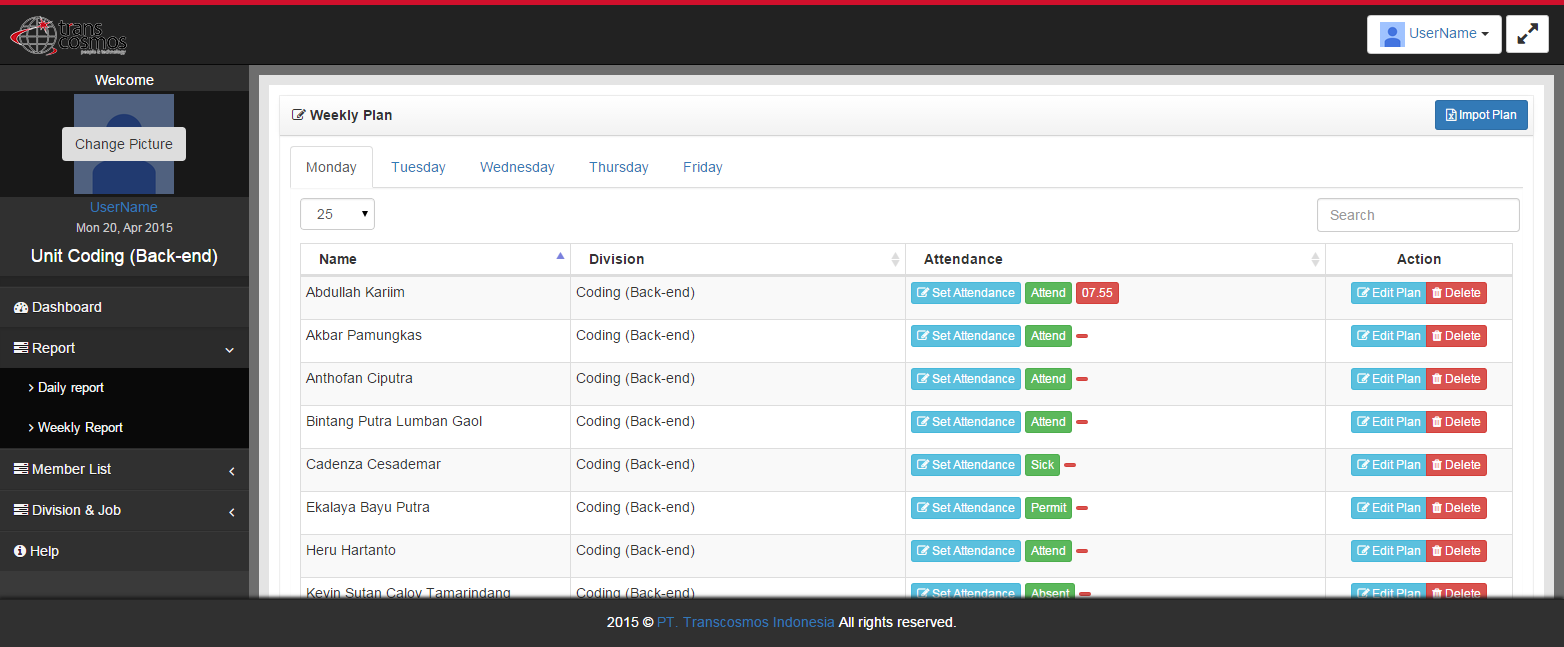 trans
cosmos
people & technology
UserName
Welcome
Change Picture
UserName
Mon 20, Apr 2015
Unit Coding (Back-end)
Dashboard
Report
Daily report
Weekly Report
Member List
Division & Job
Help
Weekly Plan
Impot Plan
Monday Tuesday Wednesday Thursday Friday
25 Search
Name Division Attendance Action
Abdullah Kariim Coding (Back-end) Set Attendance Attend 07.55 Edit Plan Delete
Akbar Pamungkas Coding (Back-end) Set Attendance Attend Edit Plan Delete
Anthofan Ciputra Coding (Back-end) Set Attendance Attend Edit Plan Delete
Bintang Putra Lumban Gaol Coding (Back-end) Set Attendance Attend Edit Plan Delete
Cadenza Cesademar Coding (Back-end) Set Attendance Sick Edit Plan Delete
Ekalaya Bayu Putra Coding (Back-end) Set Attendance Permit Edit Plan Delete
Heru Hartanto Coding (Back-end) Set Attendance Attend Edit Plan Delete
Kevin Sutan Caloy Tamarindang Coding (Back-end) Set Attendance Absent Edit Plan Delete
2015 © PT. Transcosmos Indonesia All rights reserved.